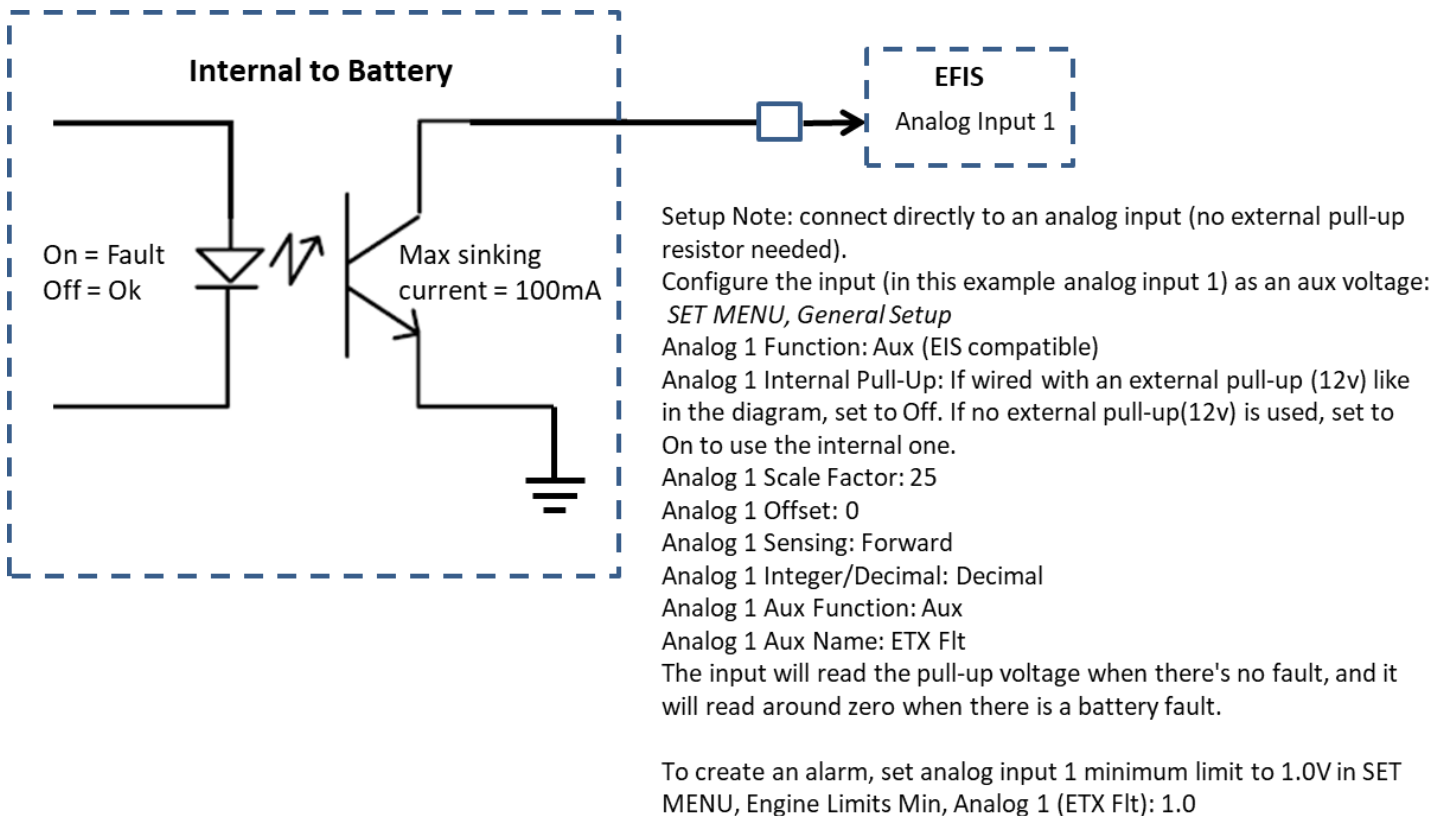 Internal to Battery
EFIS
Analog Input 1
On = Fault
Off = Ok
Max sinking
current = 100mA
Setup Note: connect directly to an analog input (no external pull-up
resistor needed).
Configure the input (in this example analog input 1) as an aux voltage:
SET MENU, General Setup
Analog 1 Function: Aux (EIS compatible)
Analog 1 Internal Pull-Up: If wired with an external pull-up (12v) like
in the diagram, set to Off. If no external pull-up(12v) is used, set to
On to use the internal one.
Analog 1 Scale Factor: 25
Analog 1 Offset: 0
Analog 1 Sensing: Forward
Analog 1 Integer/Decimal: Decimal
Analog 1 Aux Function: Aux
Analog 1 Aux Name: ETX Flt
The input will read the pull-up voltage when there's no fault, and it
will read around zero when there is a battery fault.
To create an alarm, set analog input 1 minimum limit to 1.0V in SET
MENU, Engine Limits Min, Analog 1 (ETX Flt): 1.0